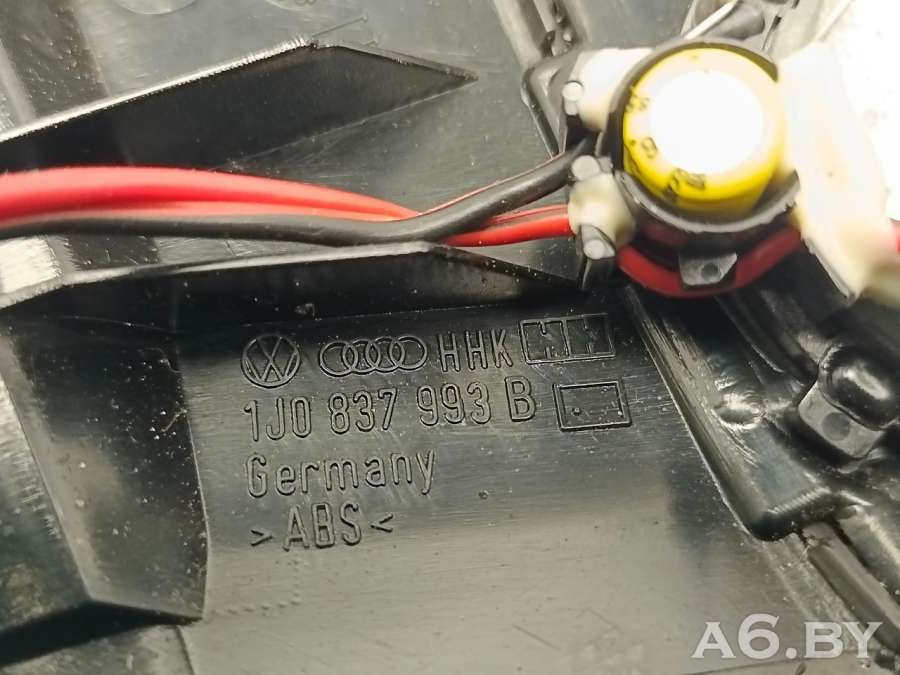 HHK
1J0 837 993 B
Germany
>ABS<
A6.BY